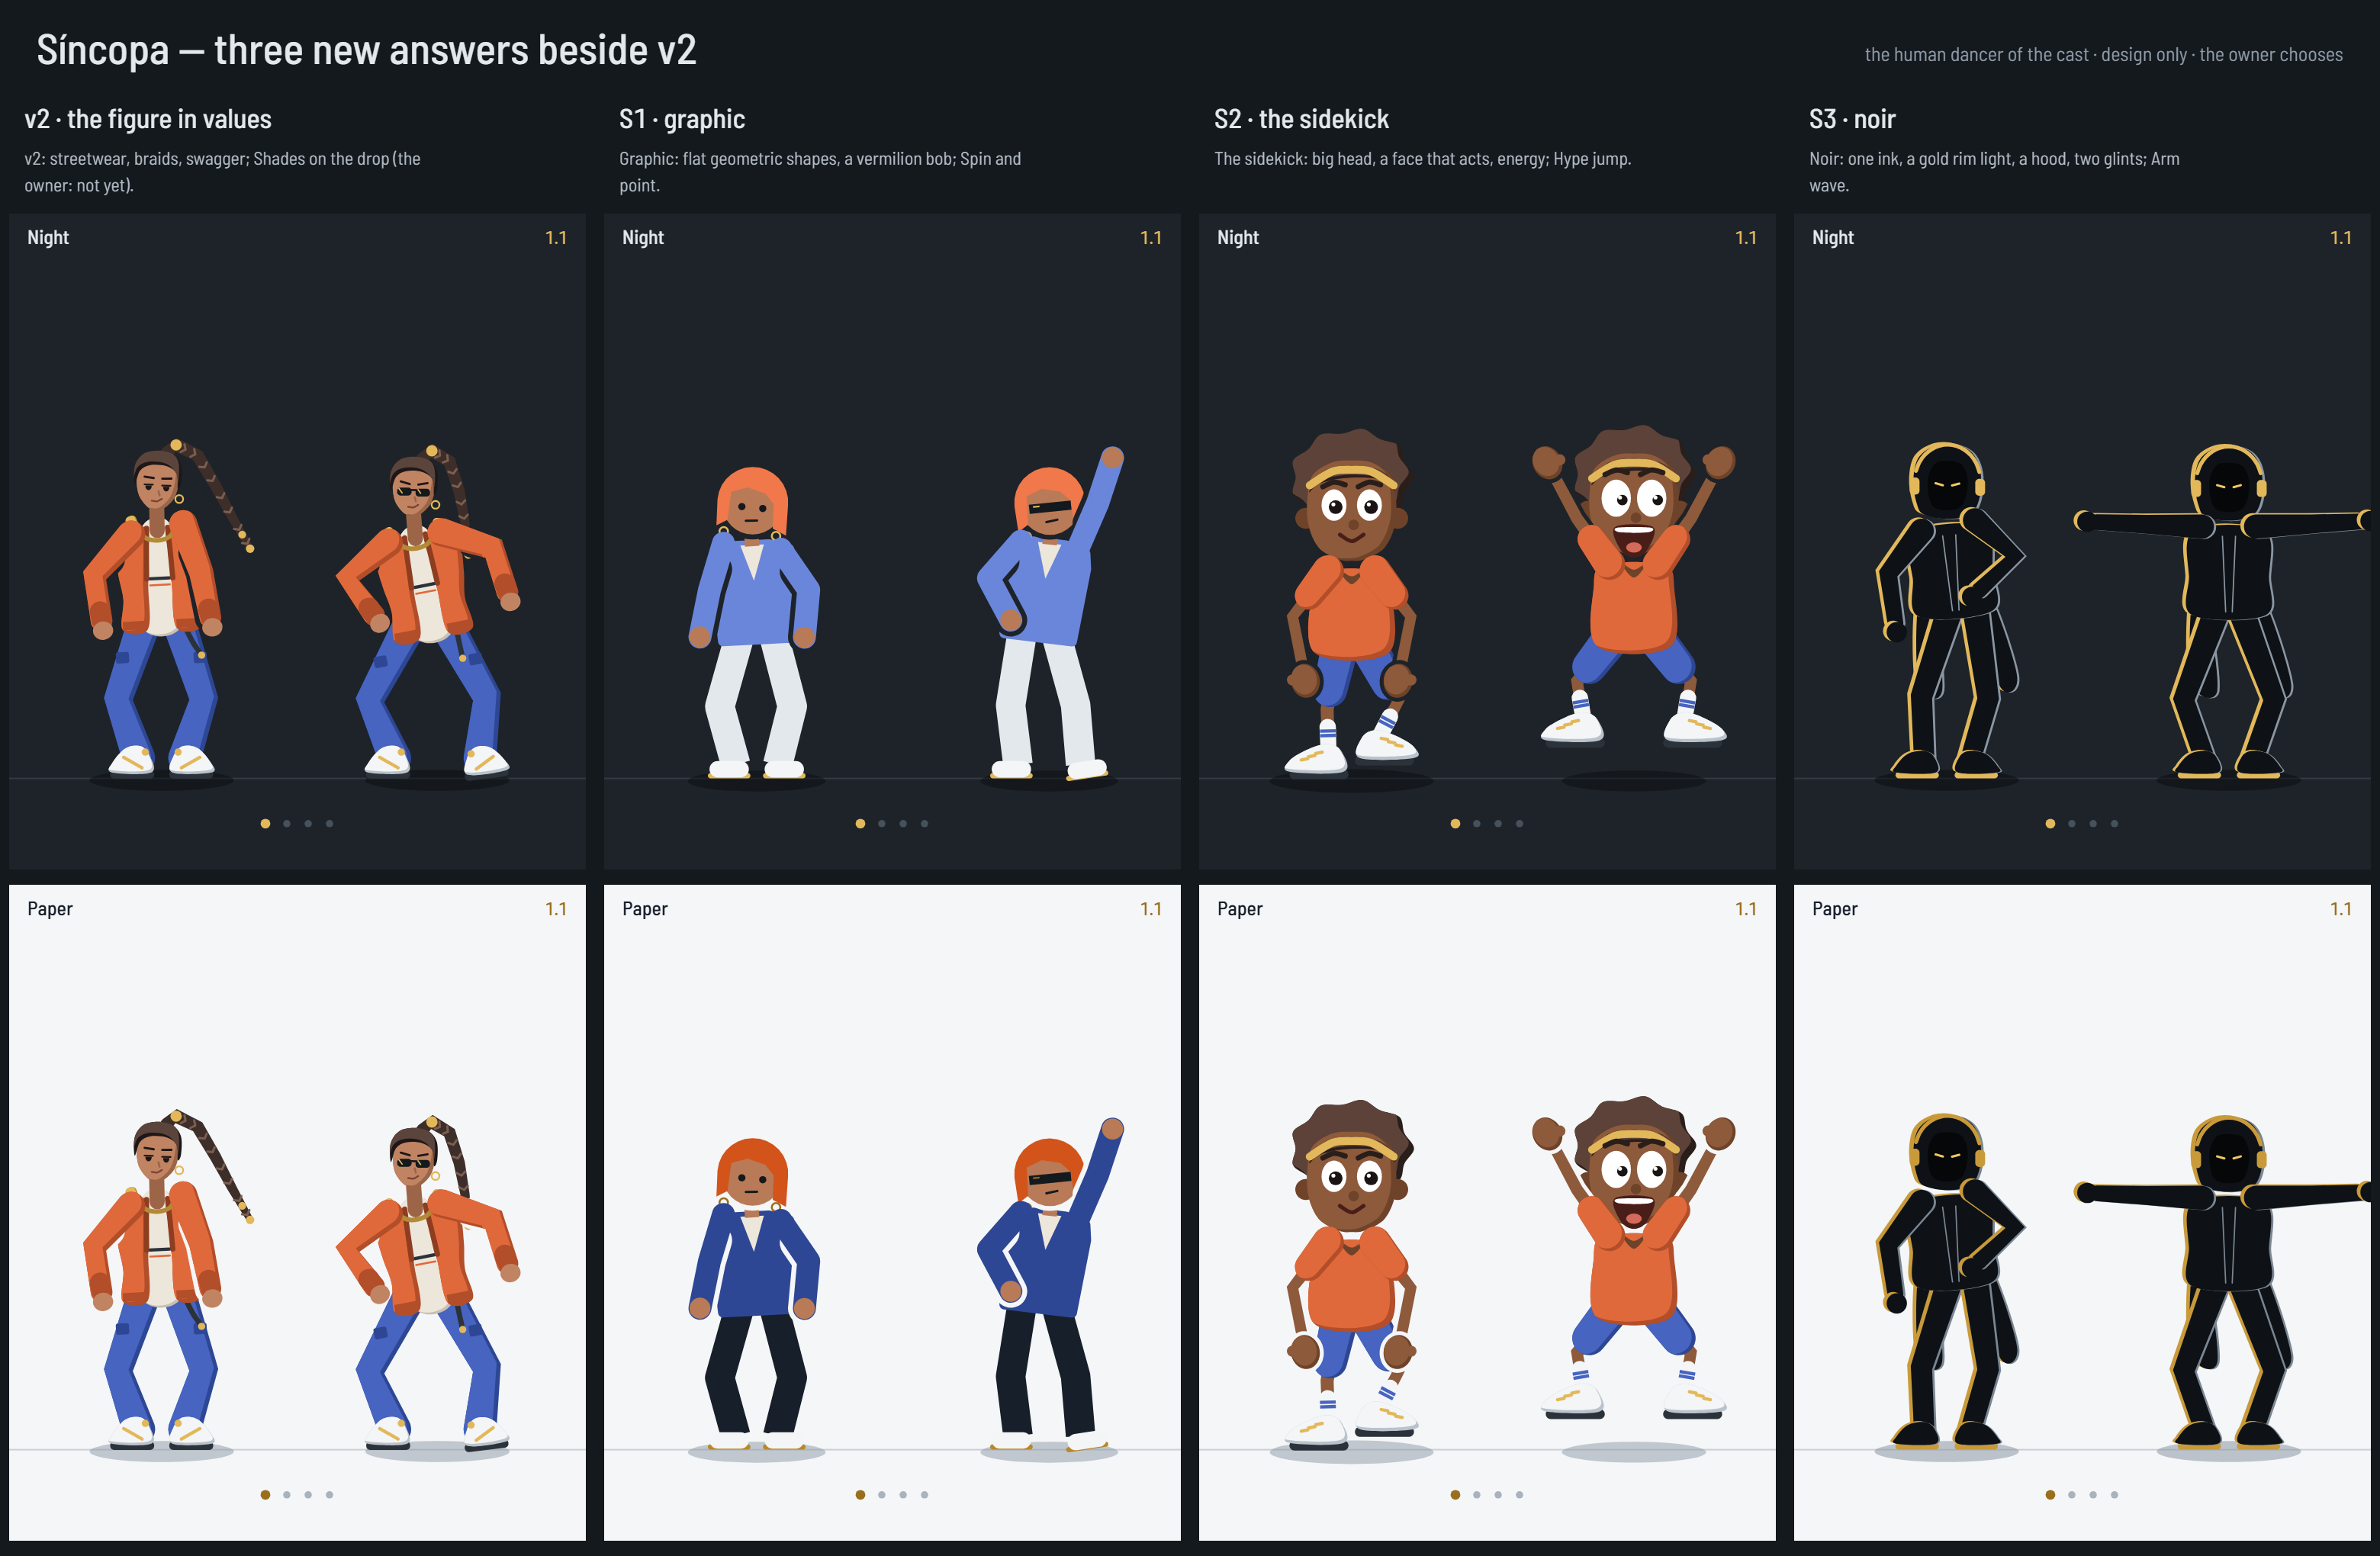 Síncopa — three new answers beside v2
the human dancer of the cast · design only · the owner chooses
v2 · the figure in values
v2: streetwear, braids, swagger; Shades on the drop (the
owner: not yet).
S1 · graphic
Graphic: flat geometric shapes, a vermilion bob; Spin and
point.
S2 · the sidekick
The sidekick: big head, a face that acts, energy; Hype jump.
S3 · noir
Noir: one ink, a gold rim light, a hood, two glints; Arm
wave.
Night
1.1
Night
1.1
Night
1.1
Night
1.1
Paper
1.1
Paper
1.1
Paper
1.1
Paper
1.1